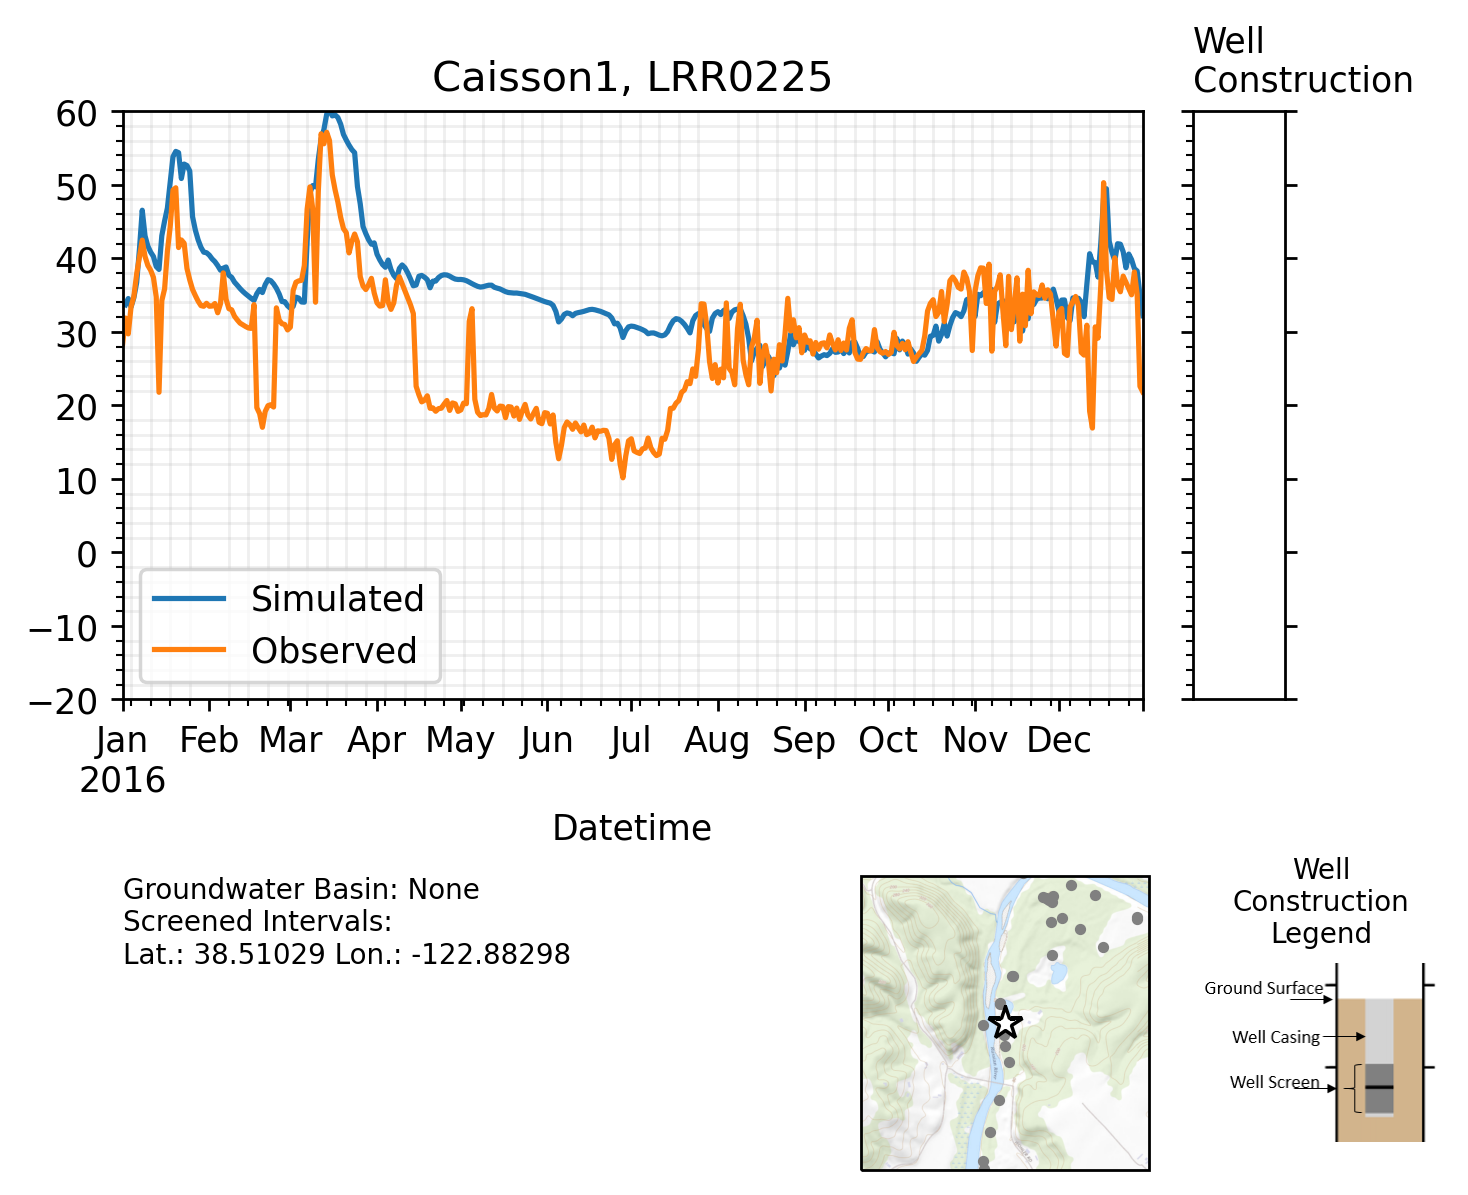 Caisson1, LRR0225
Well
Construction
60
50
40
30
20
10
0
−10
−20
Simulated
Observed
Jan Feb Mar Apr May Jun Jul Aug Sep Oct Nov Dec
2016
Datetime
Groundwater Basin: None
Screened Intervals:
Lat.: 38.51029 Lon.: -122.88298
Well
Construction
Legend
Ground Surface
Well Casing
Well Screen